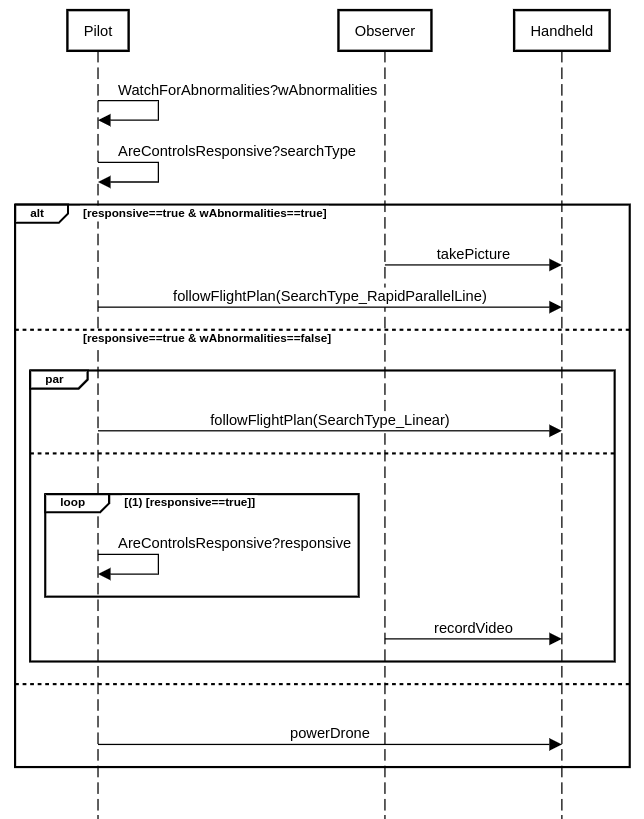 Pilot
Observer
Handheld
WatchForAbnormalities?wAbnormalities
AreControlsResponsive?searchType
alt
[responsive==true & wAbnormalities==true]
takePicture
followFlightPlan(SearchType_RapidParallelLine)
[responsive==true & wAbnormalities==false]
par
followFlightPlan(SearchType_Linear)
loop
[(1) [responsive==true]]
AreControlsResponsive?responsive
recordVideo
powerDrone